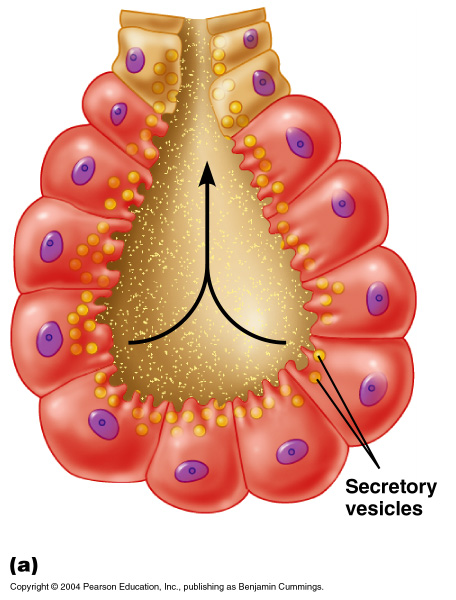 Secretory
vesicles
(a)
Copyright © 2004 Pearson Education, Inc., publishing as Benjamin Cummings.